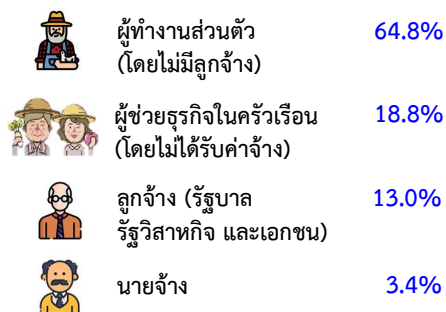 ผู้ทำงานส่วนตัว 64.8%
(โดยไม่มีลูกจ้าง)
ผู้ช่วยธุรกิจในครัวเรือน 18.8%
(โดยไม่ได้รับค่าจ้าง)
ลูกจ้าง (รัฐบาล 13.0%
รัฐวิสาหกิจ และเอกชน)
นายจ้าง 3.4%